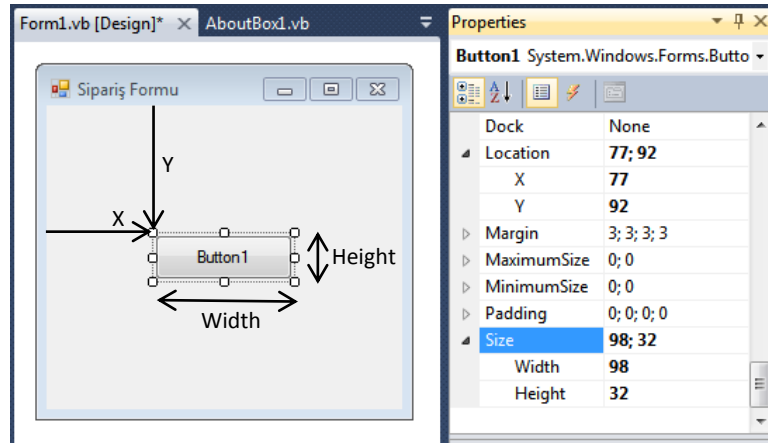 Form1.vb [Design]* AboutBox1.vb
Sipariş Formu
Y
X
Button1
Height
Width
Properties
Button1 System.Windows.Forms.Butto
Dock None
Location 77; 92
X 77
Y 92
Margin 3; 3; 3; 3
MaximumSize 0; 0
MinimumSize 0; 0
Padding 0; 0; 0; 0
Size 98; 32
Width 98
Height 32